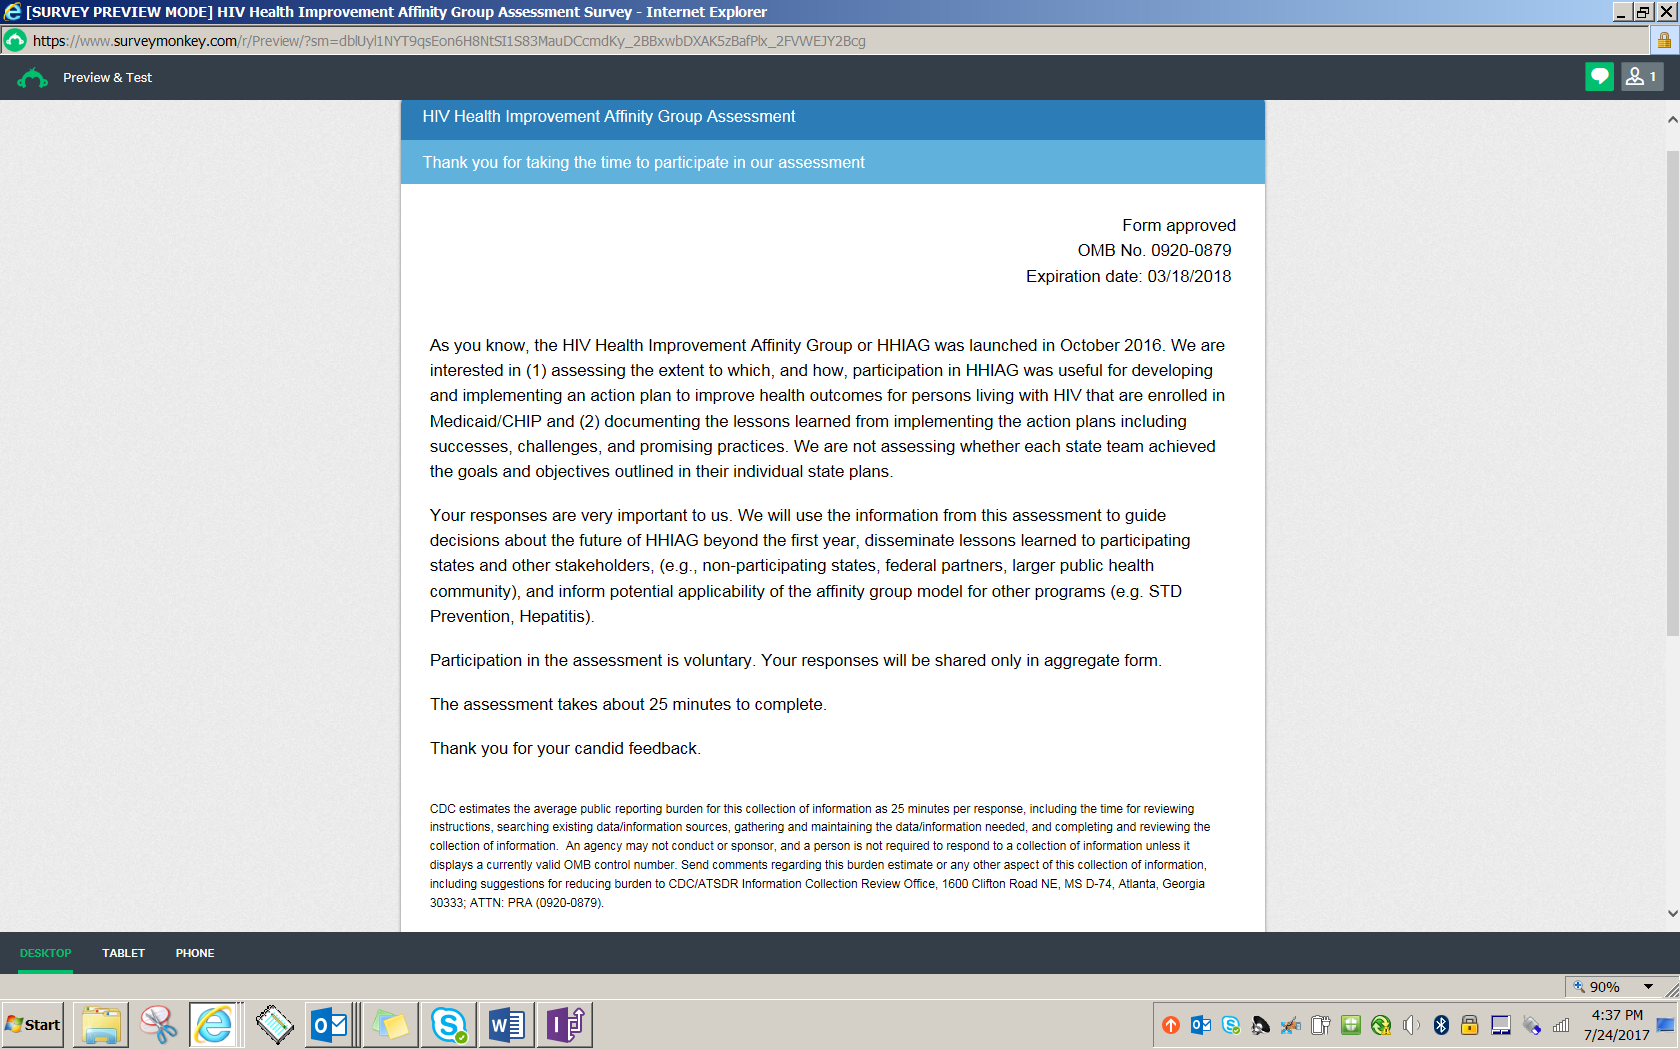 [SURVEY PREVIEW MODE] HIV Health Improvement Affinity Group Assessment Survey - Internet Explorer
Preview & Test
1
HIV Health Improvement Affinity Group Assessment
Thank you for taking the time to participate in our assessment
Form approved
OMB No. 0920-0879
Expiration date: 03/18/2018
As you know, the HIV Health Improvement Affinity Group or HHIAG was launched in October 2016. We are
interested in (1) assessing the extent to which, and how, participation in HHIAG was useful for developing
and implementing an action plan to improve health outcomes for persons living with HIV that are enrolled in
Medicaid/CHIP and (2) documenting the lessons learned from implementing the action plans including
successes, challenges, and promising practices. We are not assessing whether each state team achieved
the goals and objectives outlined in their individual state plans.
Your responses are very important to us. We will use the information from this assessment to guide
decisions about the future of HHIAG beyond the first year, disseminate lessons learned to participating
states and other stakeholders, (e.g., non-participating states, federal partners, larger public health
community), and inform potential applicability of the affinity group model for other programs (e.g. STD
Prevention, Hepatitis).
Participation in the assessment is voluntary. Your responses will be shared only in aggregate form.
The assessment takes about 25 minutes to complete.
Thank you for your candid feedback.
CDC estimates the average public reporting burden for this collection of information as 25 minutes per response, including the time for reviewing
instructions, searching existing data/information sources, gathering and maintaining the data/information needed, and completing and reviewing the
collection of information.  An agency may not conduct or sponsor, and a person is not required to respond to a collection of information unless it
displays a currently valid OMB control number. Send comments regarding this burden estimate or any other aspect of this collection of information,
including suggestions for reducing burden to CDC/ATSDR Information Collection Review Office, 1600 Clifton Road NE, MS D-74, Atlanta, Georgia
30333; ATTN: PRA (0920-0879).
DESKTOP TABLET PHONE
90%
Start
4:37 PM
7/24/2017